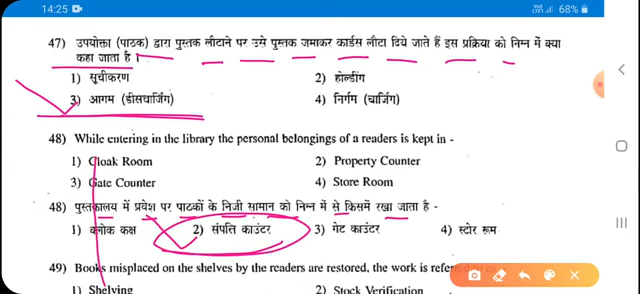 14:25
68%
47) उपयोक्ता (पाठक) द्वारा पुस्तक लौटाने पर उसे पुस्तक जमाकर कार्डस लौटा दिये जाते हैं इस प्रक्रिया को निम्न में क्या
कहा जाता है।
1) सूचीकरण 2) होल्डींग
3) आगम (डीसचार्जिंग) 4) निर्गम (चार्जिंग)
48) While entering in the library the personal belongings of a readers is kept in -
1) Cloak Room 2) Property Counter
3) Gate Counter 4) Store Room
48) पुस्तकालय में प्रवेश पर पाठकों के निजी सामान को निम्न में से किसमें रखा जाता है -
1) क्लोक कक्ष 2) संपत्ति काउंटर 3) गेट काउंटर 4) स्टोर रूम
49) Books misplaced on the shelves by the readers are restored, the work is
1) Shelving 2) Stock Verification